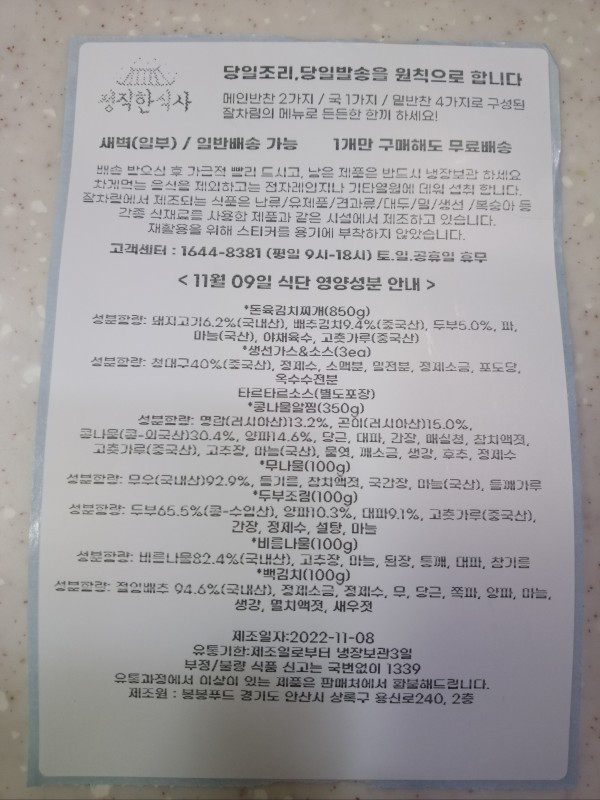 정직한식사
당일조리,당일발송을 원칙으로 합니다
메인반찬 2가지 / 국 1가지 / 밑반찬 4가지로 구성된
잘차림의 메뉴로 든든한 한끼 하세요!
새벽(일부) / 일반배송 가능 1개만 구매해도 무료배송
배송 받으신 후 가급적 빨리 드시고, 남은 제품은 반드시 냉장보관 하세요
차게먹는 음식을 제외하고는 전자레인지나 기타열원에 데워 섭취 합니다.
잘차림에서 제조되는 식품은 난류/유제품/견과류/대두/밀/생선 /복숭아 등
각종 식재료를 사용한 제품과 같은 시설에서 제조하고 있습니다.
재활용을 위해 스티커를 용기에 부착하지 않았습니다.
고객센터 : 1644-8381 (평일 9시-18시) 토.일.공휴일 휴무
< 11월 09일 식단 영양성분 안내 >
*돈육김치찌개(850g)
성분함량: 돼지고기6.2%(국내산), 배추김치9.4%(중국산), 두부5.0%, 파,
마늘(국산), 야채육수, 고춧가루(중국산)
*생선가스&소스(3ea)
성분함량: 청대구40%(중국산), 정제수, 소맥분, 밀전분, 정제소금, 포도당,
옥수수전분
타르타르소스(별도포장)
*콩나물알찜(350g)
성분함량: 명란(러시아산)13.2%, 곤이(러시아산)15.0%,
콩나물(콩-외국산)30.4%, 양파14.6%, 당근, 대파, 간장, 매실청, 참치액젓,
고춧가루(중국산), 고추장, 마늘(국산), 물엿, 깨소금, 생강, 후추, 정제수
*무나물(100g)
성분함량: 무우(국내산)92.9%, 들기름, 참치액젓, 국간장, 마늘(국산), 들깨가루
*두부조림(100g)
성분함량: 두부65.5%(콩-수입산), 양파10.3%, 대파9.1%, 고춧가루(중국산),
간장, 정제수, 설탕, 마늘
*비름나물(100g)
성분함량: 비름나물82.4%(국내산), 고추장, 마늘, 된장, 통깨, 대파, 참기름
*백김치(100g)
성분함량: 절임배추 94.6%(국내산), 정제소금, 정제수, 무, 당근, 쪽파, 양파, 마늘,
생강, 멸치액젓, 새우젓
제조일자:2022-11-08
유통기한:제조일로부터 냉장보관3일
부정/불량 식품 신고는 국번없이 1339
유통과정에서 이상이 있는 제품은 판매처에서 환불해드립니다.
제조원 : 봉봉푸드 경기도 안산시 상록구 용신로240, 2층